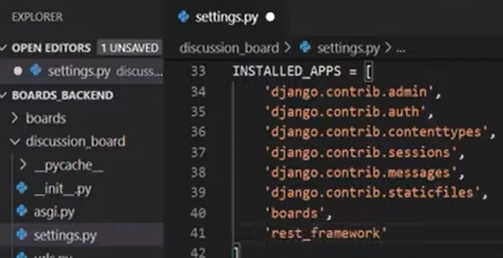 EXPLORER
OPEN EDITORS 1 UNSAVED
settings.py discuss...
BOARDS_BACKEND
boards
discussion_board
__pycache__
__init__.py
asgi.py
settings.py
urls.py
settings.py
discussion_board > settings.py > ...
33 INSTALLED_APPS = [
34 'django.contrib.admin',
35 'django.contrib.auth',
36 'django.contrib.contenttypes',
37 'django.contrib.sessions',
38 'django.contrib.messages',
39 'django.contrib.staticfiles',
40 'boards',
41 'rest_framework'
42 ]